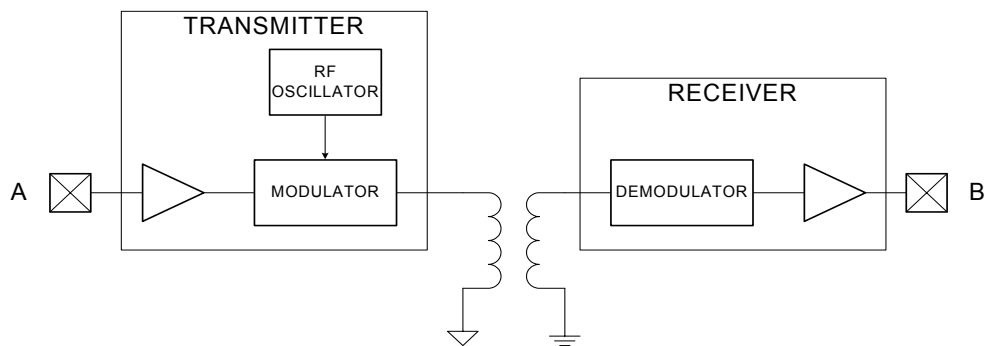 TRANSMITTER
RF
OSCILLATOR
RECEIVER
A
MODULATOR
DEMODULATOR
B